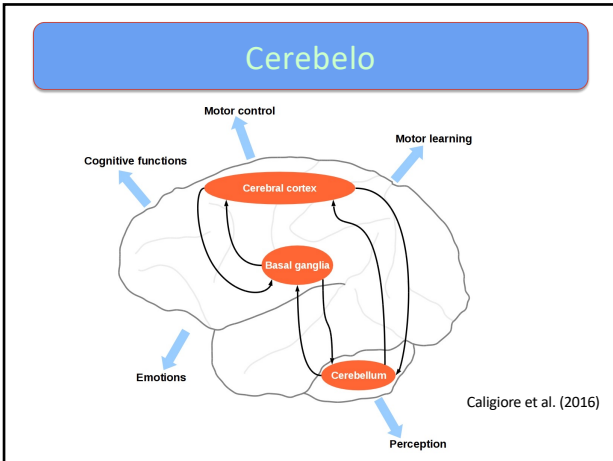 Cerebelo
Motor control
Motor learning
Cognitive functions
Cerebral cortex
Basal ganglia
Cerebellum
Emotions
Caligiore et al. (2016)
Perception